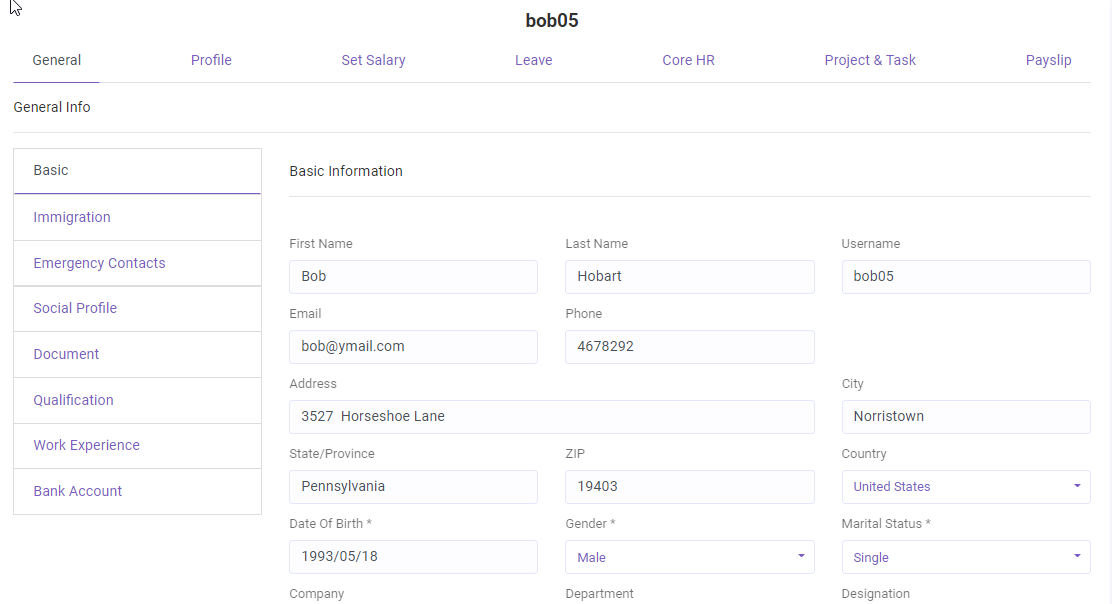 bob05
General Profile Set Salary Leave Core HR Project & Task Payslip
General Info
Basic
Immigration
Emergency Contacts
Social Profile
Document
Qualification
Work Experience
Bank Account
Basic Information
First Name Last Name Username
Bob Hobart bob05
Email Phone
bob@ymail.com 4678292
Address City
3527 Horseshoe Lane Norristown
State/Province ZIP Country
Pennsylvania 19403 United States
Date Of Birth * Gender * Marital Status *
1993/05/18 Male Single
Company Department Designation